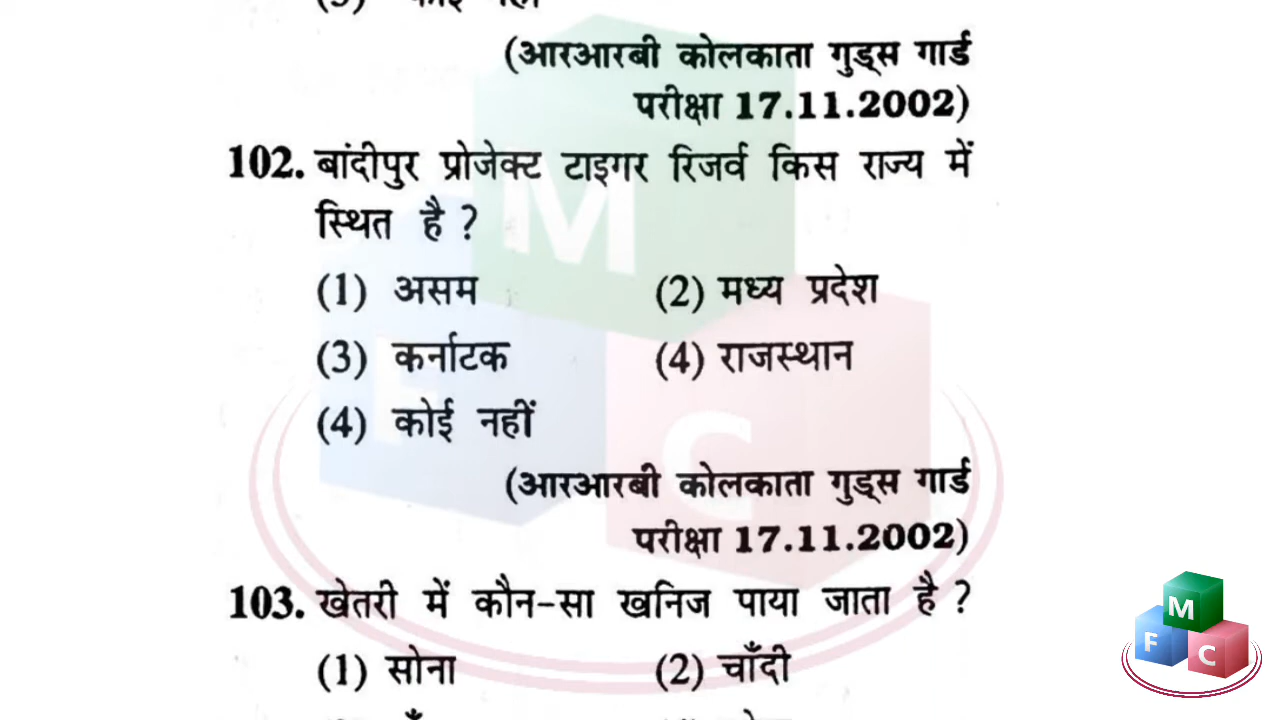 (आरआरबी कोलकाता गुड्स गार्ड
परीक्षा 17.11.2002)
102. बांदीपुर प्रोजेक्ट टाइगर रिजर्व किस राज्य में
स्थित है ?
(1) असम (2) मध्य प्रदेश
(3) कर्नाटक (4) राजस्थान
(4) कोई नहीं
(आरआरबी कोलकाता गुड्स गार्ड
परीक्षा 17.11.2002)
103. खेतरी में कौन-सा खनिज पाया जाता है ?
(1) सोना (2) चाँदी
M
F
C
M
F
C